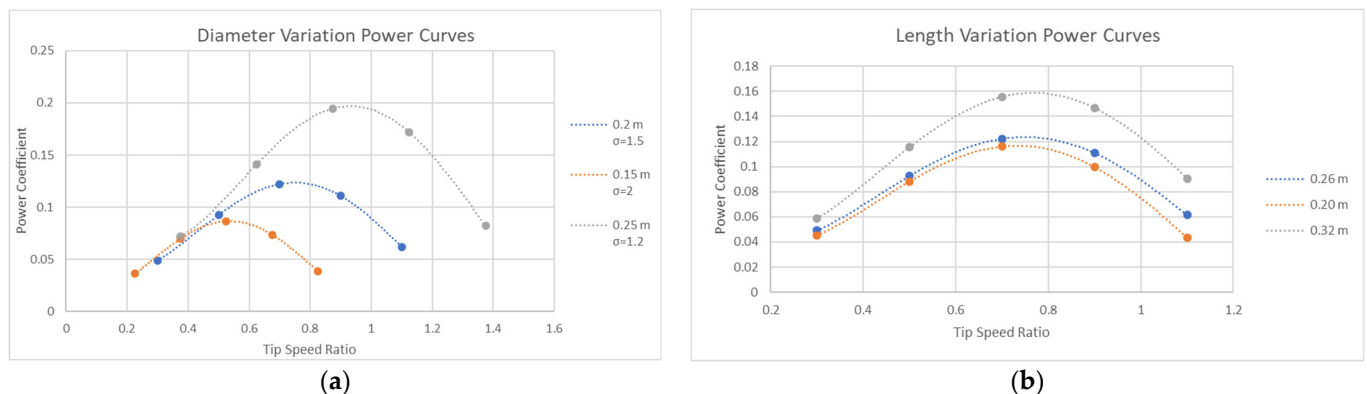 Diameter Variation Power Curves
0.25
0.2
0.15
0.1
0.05
0
Power Coefficient
0
0.2
0.4
0.6
0.8
1
1.2
1.4
1.6
Tip Speed Ratio
0.2 m
σ=1.5
0.15 m
σ=2
0.25 m
σ=1.2
(a)
Length Variation Power Curves
0.18
0.16
0.14
0.12
0.1
0.08
0.06
0.04
0.02
0
Power Coefficient
0.2
0.4
0.6
0.8
1
1.2
Tip Speed Ratio
0.26 m
0.20 m
0.32 m
(b)